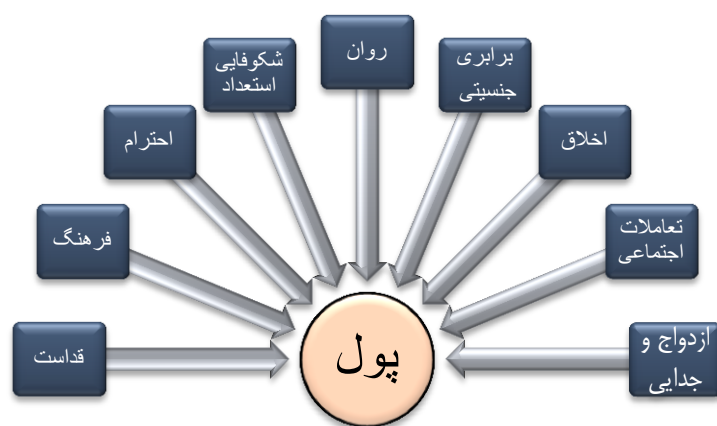 روان
برابری
جنسیتی
شکوفایی
استعداد
اخلاق
احترام
تعاملات
اجتماعی
فرهنگ
ازدواج و
جدایی
قداست
پول